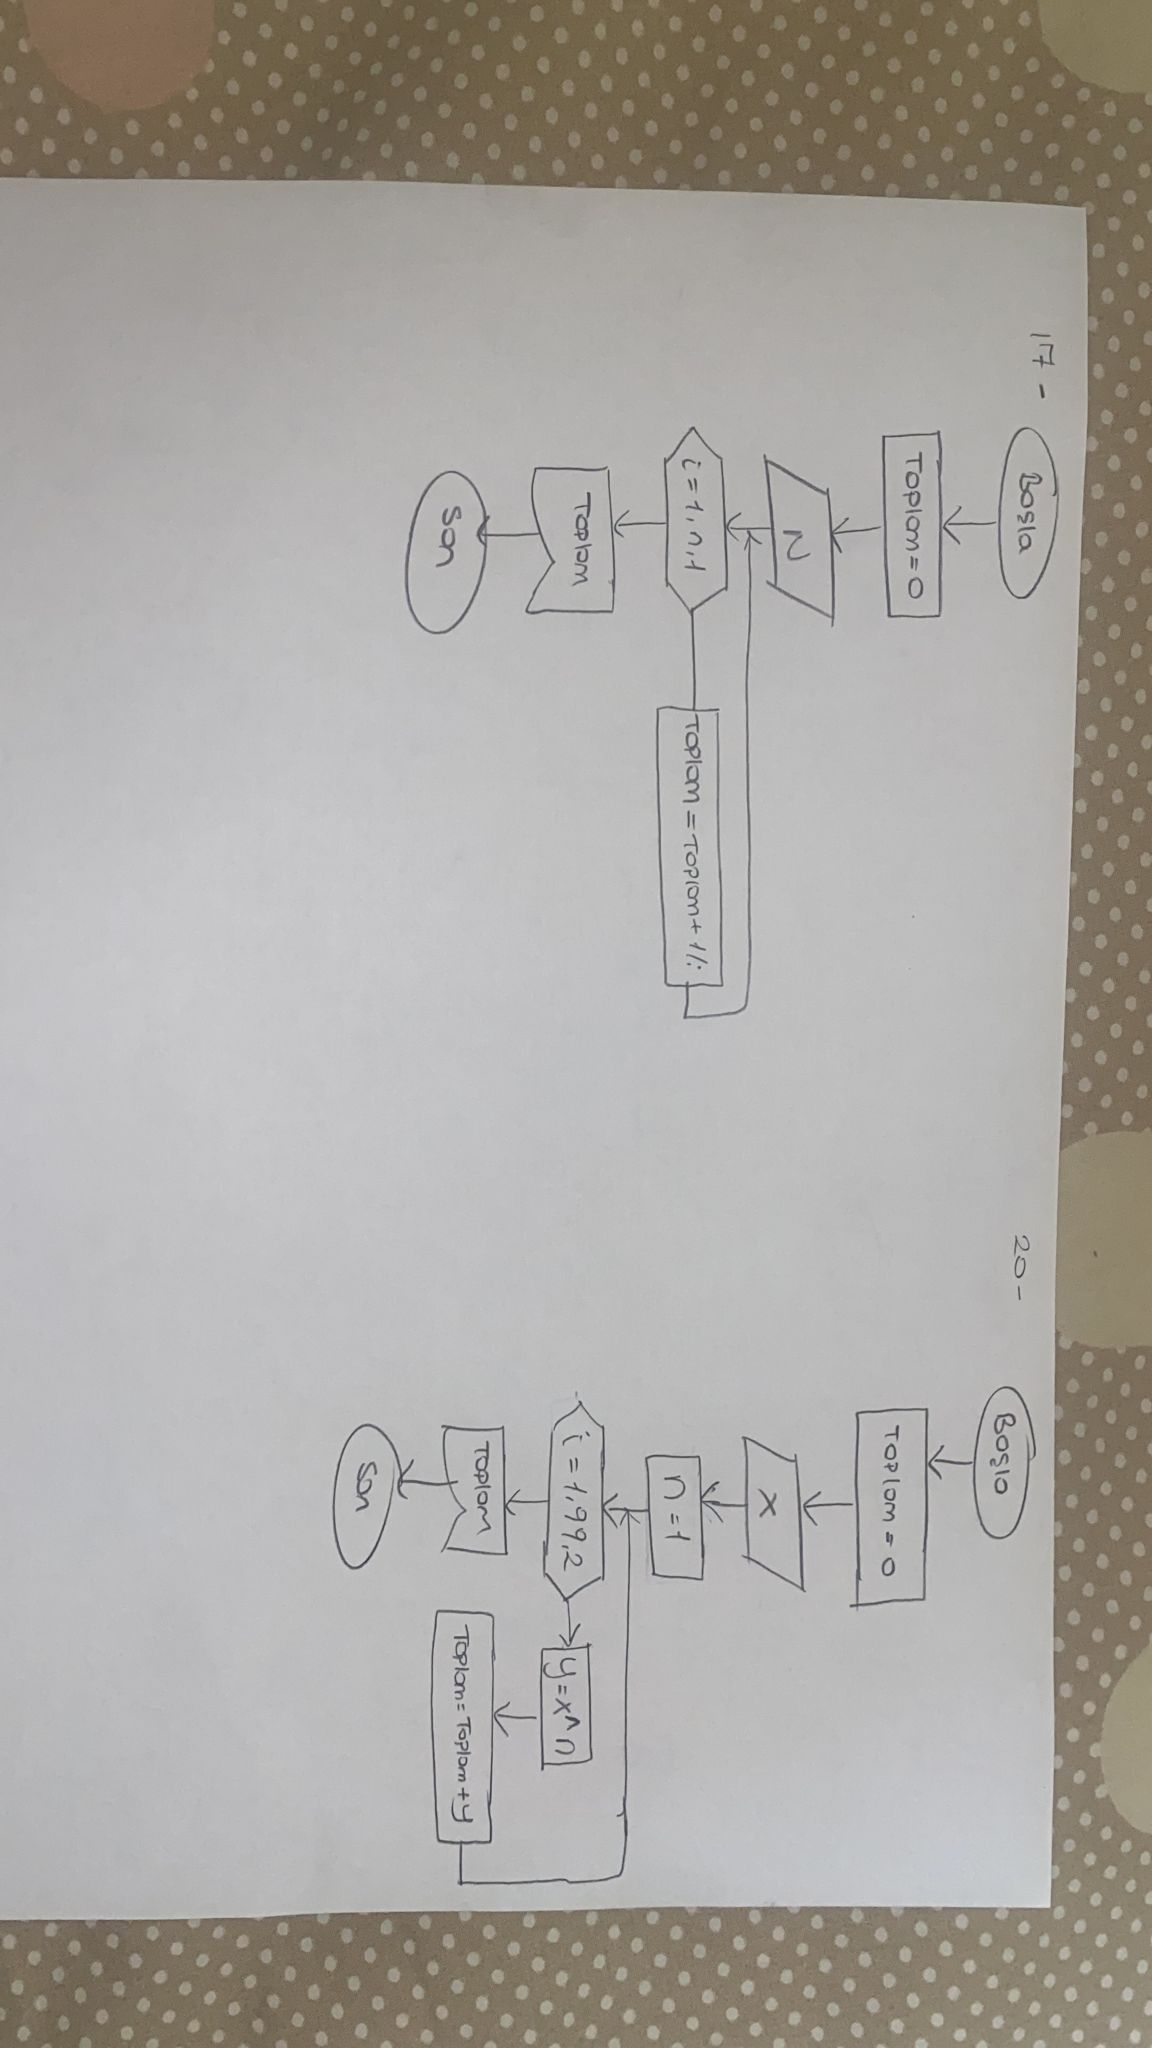 17 -
Başla
Toplam = 0
N
i = 1, n, 1
Toplam = Toplam + 1/i
Toplam
Son
20 -
Başla
Toplam = 0
X
n = 1
i = 1, 99, 2
y = x^n
Toplam = Toplam + y
Toplam
Son